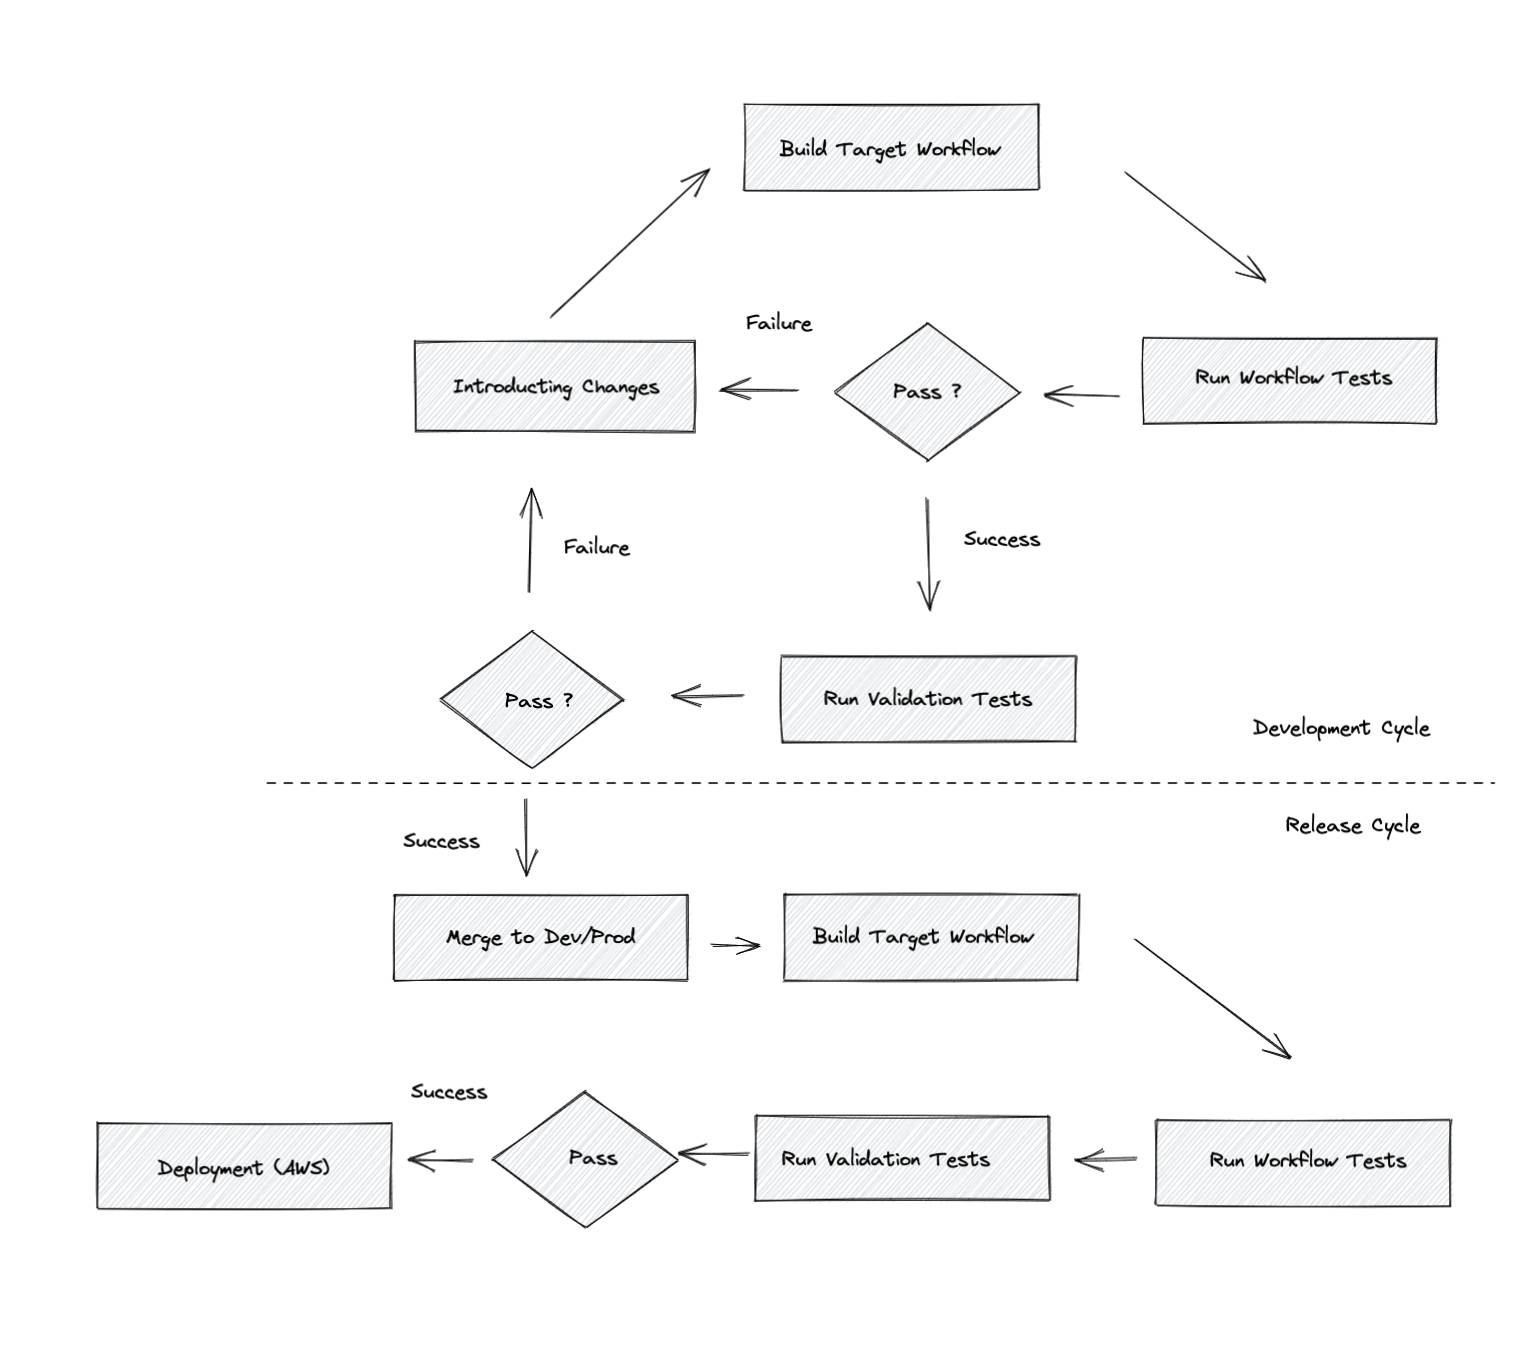 Build Target Workflow
Failure
Introducting Changes
Pass ?
Run Workflow Tests
Failure
Success
Pass ?
Run Validation Tests
Development Cycle
Release Cycle
Success
Merge to Dev/Prod
Build Target Workflow
Success
Deployment (AWS)
Pass
Run Validation Tests
Run Workflow Tests